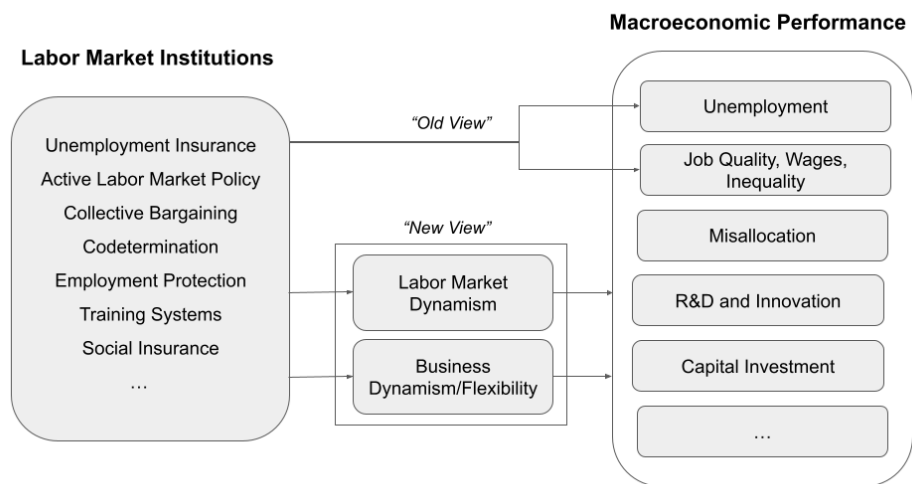 Macroeconomic Performance
Labor Market Institutions
Unemployment Insurance
Active Labor Market Policy
Collective Bargaining
Codetermination
Employment Protection
Training Systems
Social Insurance
…
“Old View”
“New View”
Labor Market
Dynamism
Business
Dynamism/Flexibility
Unemployment
Job Quality, Wages,
Inequality
Misallocation
R&D and Innovation
Capital Investment
…